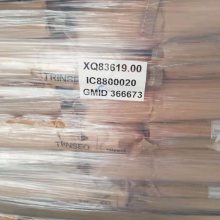 XQ83619.00
IC8800020
GMID 366673
TRINSEO
TRINSEO